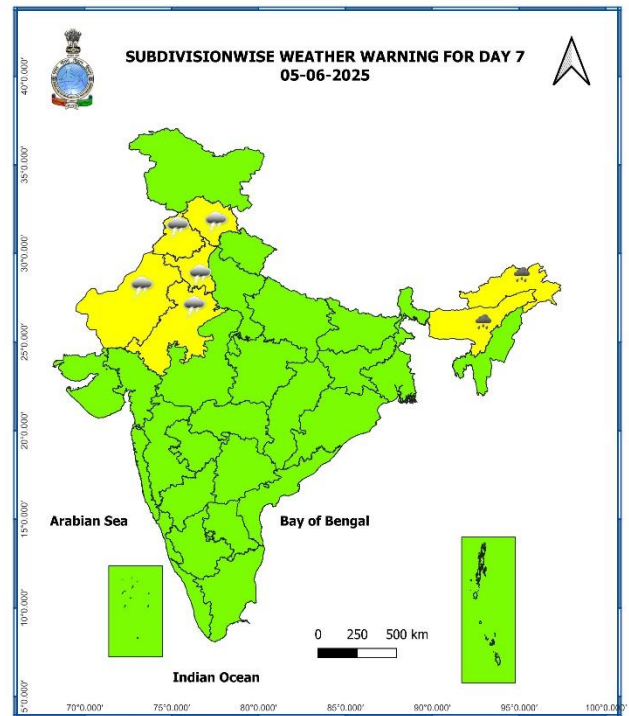 SUBDIVISIONWISE WEATHER WARNING FOR DAY 7
05-06-2025
40°0.000'
35°0.000'
30°0.000'
25°0.000'
20°0.000'
15°0.000'
10°0.000'
5°0.000'
Arabian Sea
Bay of Bengal
0 250 500 km
Indian Ocean
70°0.000' 75°0.000' 80°0.000' 85°0.000' 90°0.000' 95°0.000' 100°0.000'